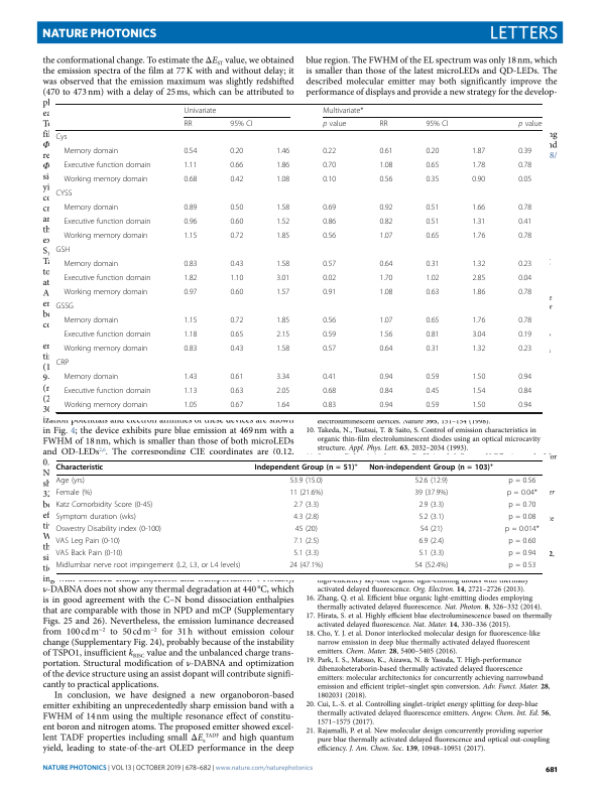 NATURE PHOTONICS
LETTERS
the conformational change. To estimate the ΔE_ST value, we obtained
the emission spectra of the film at 77 K with and without delay; it
was observed that the emission maximum was slightly redshifted
(470 to 473 nm) with a delay of 25 ms, which can be attributed to
blue region. The FWHM of the EL spectrum was only 18 nm, which
is smaller than those of the latest microLEDs and QD-LEDs. The
described molecular emitter may both significantly improve the
performance of displays and provide a new strategy for the develop-
Univariate Multivariate*
RR 95% CI p value RR 95% CI p value
Cys
Memory domain 0.54 0.20 1.46 0.22 0.61 0.20 1.87 0.39
Executive function domain 1.11 0.66 1.86 0.70 1.08 0.65 1.78 0.78
Working memory domain 0.68 0.42 1.08 0.10 0.56 0.35 0.90 0.05
CYSS
Memory domain 0.89 0.50 1.58 0.69 0.92 0.51 1.66 0.78
Executive function domain 0.96 0.60 1.52 0.86 0.82 0.51 1.31 0.41
Working memory domain 1.15 0.72 1.85 0.56 1.07 0.65 1.76 0.78
GSH
Memory domain 0.83 0.43 1.58 0.57 0.64 0.31 1.32 0.23
Executive function domain 1.82 1.10 3.01 0.02 1.70 1.02 2.85 0.04
Working memory domain 0.97 0.60 1.57 0.91 1.08 0.63 1.86 0.78
GSSG
Memory domain 1.15 0.72 1.85 0.56 1.07 0.65 1.76 0.78
Executive function domain 1.18 0.65 2.15 0.59 1.56 0.81 3.04 0.19
Working memory domain 0.83 0.43 1.58 0.57 0.64 0.31 1.32 0.23
CRP
Memory domain 1.43 0.61 3.34 0.41 0.94 0.59 1.50 0.94
Executive function domain 1.13 0.63 2.05 0.68 0.84 0.45 1.54 0.84
Working memory domain 1.05 0.67 1.64 0.83 0.94 0.59 1.50 0.94
ization potentials and electron affinities of these devices are shown
in Fig. 4; the device exhibits pure blue emission at 469 nm with a
FWHM of 18 nm, which is smaller than those of both microLEDs
and QD-LEDs. The corresponding CIE coordinates are (0.12,
electroluminescent devices. Nature 395, 151–154 (1998).
10. Takeda, N., Tsutsui, T. & Saito, S. Control of emission characteristics in
organic thin-film electroluminescent diodes using an optical microcavity
structure. Appl. Phys. Lett. 63, 2032–2034 (1993).
Characteristic Independent Group (n = 51)* Non-independent Group (n = 103)*
Age (yrs) 53.9 (15.0) 52.6 (12.9) p = 0.56
Female (%) 11 (21.6%) 39 (37.9%) p = 0.04*
Katz Comorbidity Score (0-45) 2.7 (3.3) 2.9 (3.3) p = 0.70
Symptom duration (wks) 4.3 (2.8) 5.2 (3.1) p = 0.08
Oswestry Disability index (0-100) 45 (20) 54 (21) p = 0.014*
VAS Leg Pain (0-10) 7.1 (2.5) 6.9 (2.4) p = 0.60
VAS Back Pain (0-10) 5.1 (3.3) 5.1 (3.3) p = 0.94
Midlumbar nerve root impingement (L2, L3, or L4 levels) 24 (47.1%) 54 (52.4%) p = 0.53
υ-DABNA does not show any thermal degradation at 440 °C, which
is in good agreement with the C–N bond dissociation enthalpies
that are comparable with those in NPD and mCP (Supplementary
Figs. 25 and 26). Nevertheless, the emission luminance decreased
from 100 cd m⁻² to 50 cd m⁻² for 31 h without emission colour
change (Supplementary Fig. 24), probably because of the instability
of TSPO1, insufficient k_RISC value and the unbalanced charge trans-
portation. Structural modification of υ-DABNA and optimization
of the device structure using an assist dopant will contribute signifi-
cantly to practical applications.
In conclusion, we have designed a new organoboron-based
emitter exhibiting an unprecedentedly sharp emission band with a
FWHM of 14 nm using the multiple resonance effect of constitu-
ent boron and nitrogen atoms. The proposed emitter showed excel-
lent TADF properties including small ΔE_a^TADF and high quantum
yield, leading to state-of-the-art OLED performance in the deep
high-efficiency sky-blue organic light-emitting diodes with thermally
activated delayed fluorescence. Org. Electron. 14, 2721–2726 (2013).
16. Zhang, Q. et al. Efficient blue organic light-emitting diodes employing
thermally activated delayed fluorescence. Nat. Photon. 8, 326–332 (2014).
17. Hirata, S. et al. Highly efficient blue electroluminescence based on thermally
activated delayed fluorescence. Nat. Mater. 14, 330–336 (2015).
18. Cho, Y. J. et al. Donor interlocked molecular design for fluorescence-like
narrow emission in deep blue thermally activated delayed fluorescent
emitters. Chem. Mater. 28, 5400–5405 (2016).
19. Park, I. S., Matsuo, K., Aizawa, N. & Yasuda, T. High-performance
dibenzoheteraborin-based thermally activated delayed fluorescence
emitters: molecular architectonics for concurrently achieving narrowband
emission and efficient triplet–singlet spin conversion. Adv. Funct. Mater. 28,
1802031 (2018).
20. Cui, L.-S. et al. Controlling singlet–triplet energy splitting for deep-blue
thermally activated delayed fluorescence emitters. Angew. Chem. Int. Ed. 56,
1571–1575 (2017).
21. Rajamalli, P. et al. New molecular design concurrently providing superior
pure blue thermally activated delayed fluorescence and optical out-coupling
efficiency. J. Am. Chem. Soc. 139, 10948–10951 (2017).
NATURE PHOTONICS | VOL 13 | OCTOBER 2019 | 678–682 | www.nature.com/naturephotonics
681